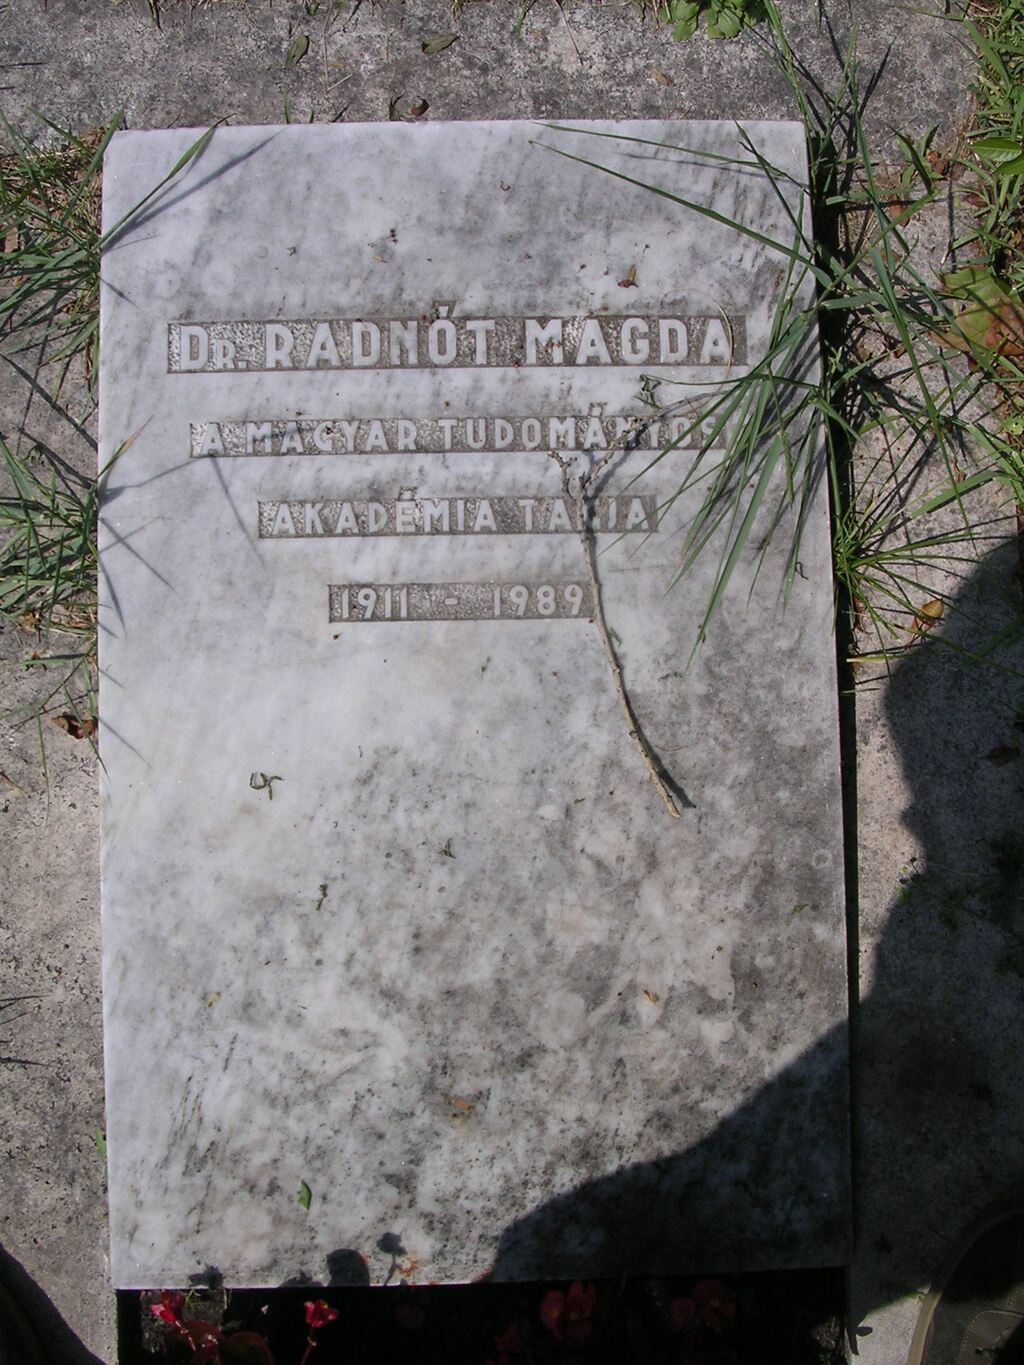 DR. RADNÓT MAGDA
A MAGYAR TUDOMÁNYOS
AKADÉMIA TAGJA
1911 - 1989